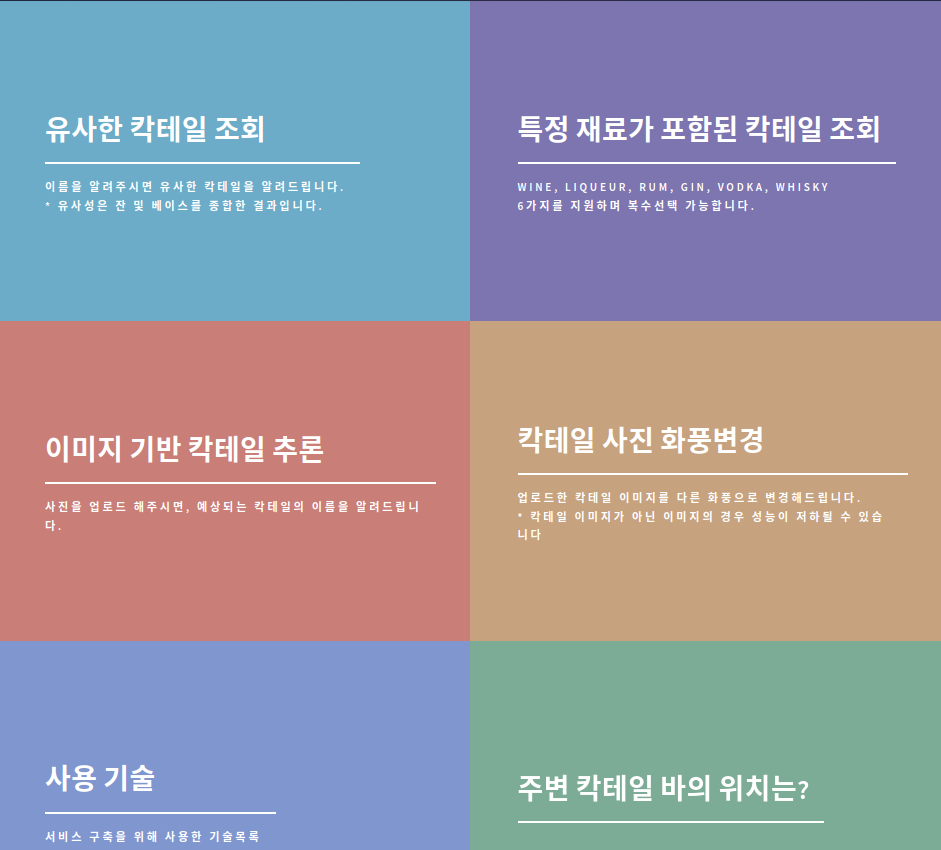 유사한 칵테일 조회
이름을 알려주시면 유사한 칵테일을 알려드립니다.
* 유사성은 잔 및 베이스를 종합한 결과입니다.
특정 재료가 포함된 칵테일 조회
WINE, LIQUEUR, RUM, GIN, VODKA, WHISKY
6가지를 지원하며 복수선택 가능합니다.
이미지 기반 칵테일 추론
사진을 업로드 해주시면, 예상되는 칵테일의 이름을 알려드립니
다.
칵테일 사진 화풍변경
업로드한 칵테일 이미지를 다른 화풍으로 변경해드립니다.
* 칵테일 이미지가 아닌 이미지의 경우 성능이 저하될 수 있습
니다
사용 기술
서비스 구축을 위해 사용한 기술목록
주변 칵테일 바의 위치는?